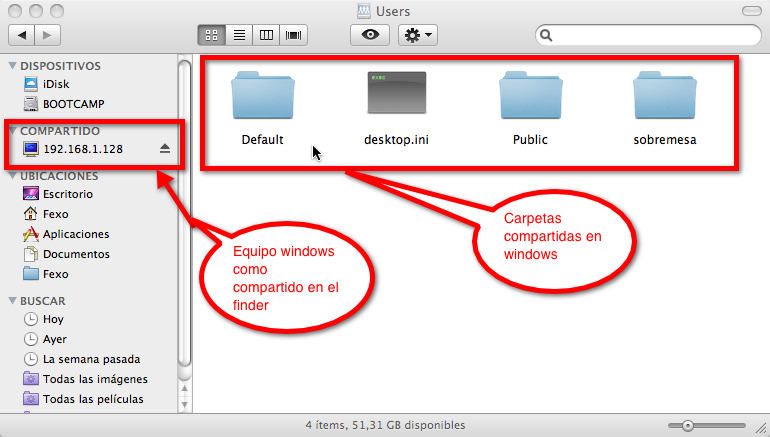 Users
DISPOSITIVOS
iDisk
BOOTCAMP
COMPARTIDO
192.168.1.128
UBICACIONES
Escritorio
Fexo
Aplicaciones
Documentos
Fexo
BUSCAR
Hoy
Ayer
La semana pasada
Todas las imágenes
Todas las películas
Default
desktop.ini
Public
sobremesa
Equipo windows
como
compartido en el
finder
Carpetas
compartidas en
windows
4 ítems, 51,31 GB disponibles